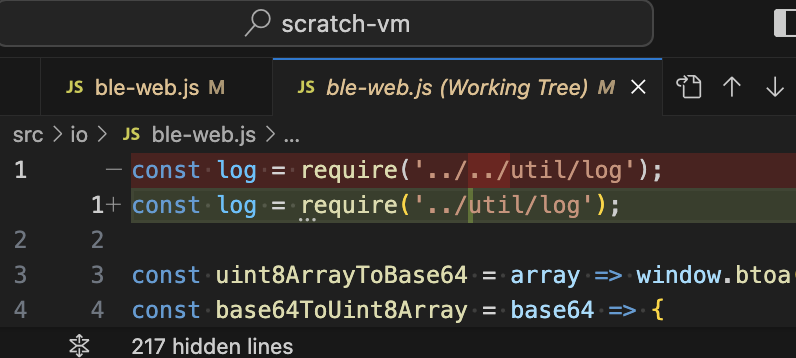 scratch-vm
JS ble-web.js M JS ble-web.js (Working Tree) M
src > io > JS ble-web.js > ...
1 − const log = require('../../util/log');
1+ const log = require('../util/log');
2 2
3 3 const uint8ArrayToBase64 = array => window.btoa(
4 4 const base64ToUint8Array = base64 => {
217 hidden lines